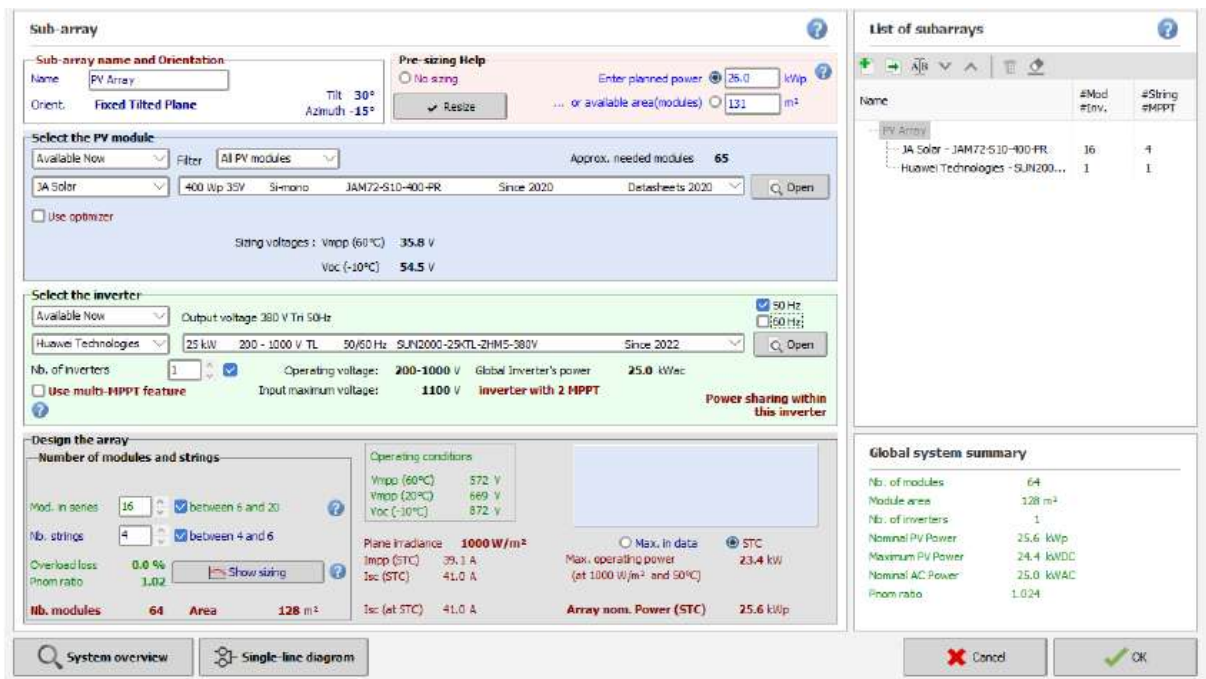 Sub-array
Sub-array name and Orientation
Name PV Array
Orient. Fixed Tilted Plane
Tilt 30°
Azimuth -15°
Pre-sizing Help
No sizing
Resize
Enter planned power 26.0 kWp
... or available area(modules) 131 m²
Select the PV module
Available Now Filter All PV modules Approx. needed modules 65
JA Solar 400 Wp 35V Si-mono JAM72-S10-400-PR Since 2020 Datasheets 2020 Open
Use optimizer
Sizing voltages : Vmpp (60°C) 35.8 V
Voc (-10°C) 54.5 V
Select the inverter
Available Now Output voltage 380 V Tri 50Hz
50 Hz
60 Hz
Huawei Technologies 25 kW 200 - 1000 V TL 50/60 Hz SUN2000-25KTL-ZHM5-380V Since 2022 Open
Nb. of inverters 1 Operating voltage: 200-1000 V Global Inverter's power 25.0 kWac
Use multi-MPPT feature Input maximum voltage: 1100 V inverter with 2 MPPT
Power sharing within
this inverter
Design the array
Number of modules and strings
Mod. in series 16 between 6 and 20
Nb. strings 4 between 4 and 6
Overload loss 0.0 %
Pnom ratio 1.02
Show sizing
Nb. modules 64 Area 128 m²
Operating conditions
Vmpp (60°C) 572 V
Vmpp (20°C) 669 V
Voc (-10°C) 872 V
Plane irradiance 1000 W/m²
Impp (STC) 39.1 A
Isc (STC) 41.0 A
Isc (at STC) 41.0 A
Max. in data STC
Max. operating power 23.4 kW
(at 1000 W/m² and 50°C)
Array nom. Power (STC) 25.6 kWp
List of subarrays
Name #Mod #String
#Inv. #MPPT
PV Array
JA Solar - JAM72-S10-400-PR 16 4
Huawei Technologies - SUN200... 1 1
Global system summary
Nb. of modules 64
Module area 128 m²
Nb. of inverters 1
Nominal PV Power 25.6 kWp
Maximum PV Power 24.4 kWDC
Nominal AC Power 25.0 kWAC
Pnom ratio 1.024
System overview
Single-line diagram
Cancel
OK